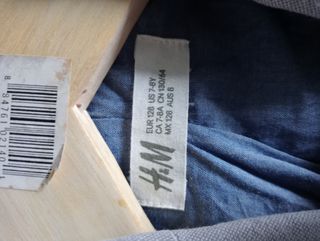 EUR 128 US 7-8Y
CA 7-8A CN 130/64
MX 128 AUS 8
H&M